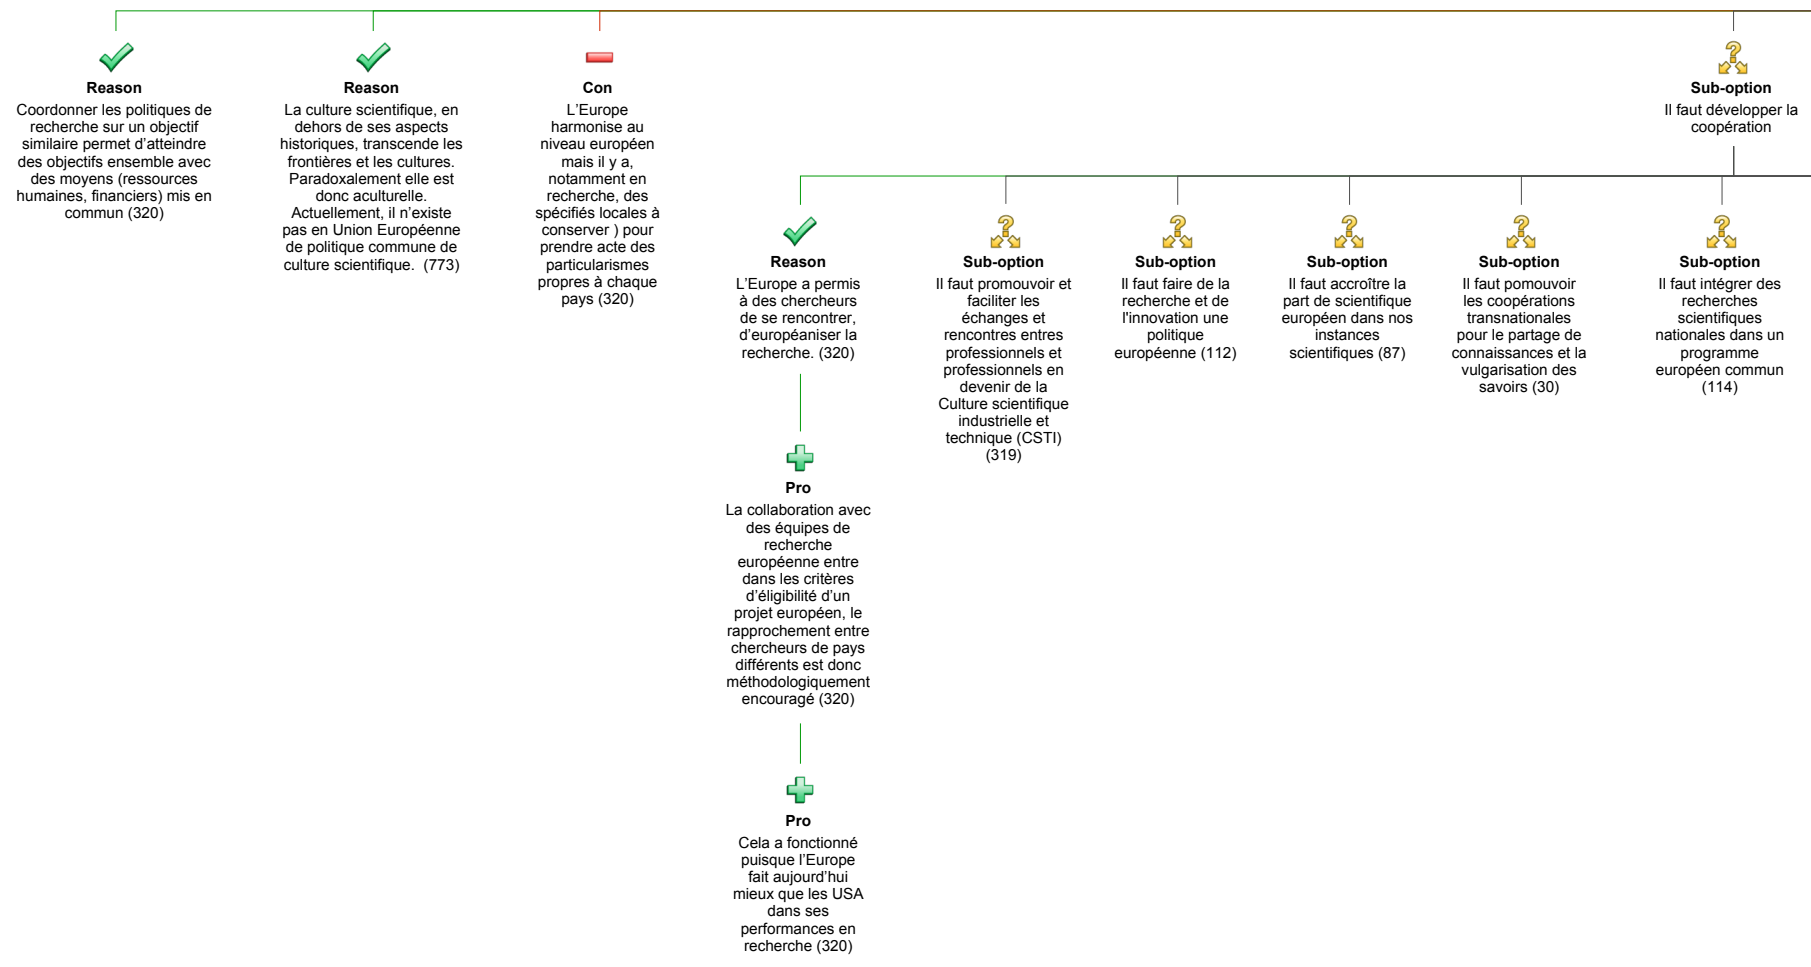 Reason
Coordonner les politiques de
recherche sur un objectif
similaire permet d’atteindre
des objectifs ensemble avec
des moyens (ressources
humaines, financiers) mis en
commun (320)
Reason
La culture scientifique, en
dehors de ses aspects
historiques, transcende les
frontières et les cultures.
Paradoxalement elle est
donc aculturelle.
Actuellement, il n’existe
pas en Union Européenne
de politique commune de
culture scientifique. (773)
Con
L’Europe
harmonise au
niveau européen
mais il y a,
notamment en
recherche, des
spécifiés locales à
conserver ) pour
prendre acte des
particularismes
propres à chaque
pays (320)
Sub-option
Il faut développer la
coopération
Reason
L’Europe a permis
à des chercheurs
de se rencontrer,
d’européaniser la
recherche. (320)
Pro
La collaboration avec
des équipes de
recherche
européenne entre
dans les critères
d’éligibilité d’un
projet européen, le
rapprochement entre
chercheurs de pays
différents est donc
méthodologiquement
encouragé (320)
Pro
Cela a fonctionné
puisque l’Europe
fait aujourd’hui
mieux que les USA
dans ses
performances en
recherche (320)
Sub-option
Il faut promouvoir et
faciliter les
échanges et
rencontres entres
professionnels et
professionnels en
devenir de la
Culture scientifique
industrielle et
technique (CSTI)
(319)
Sub-option
Il faut faire de la
recherche et de
l'innovation une
politique
européenne (112)
Sub-option
Il faut accroître la
part de scientifique
européen dans nos
instances
scientifiques (87)
Sub-option
Il faut pomouvoir
les coopérations
transnationales
pour le partage de
connaissances et la
vulgarisation des
savoirs (30)
Sub-option
Il faut intégrer des
recherches
scientifiques
nationales dans un
programme
européen commun
(114)